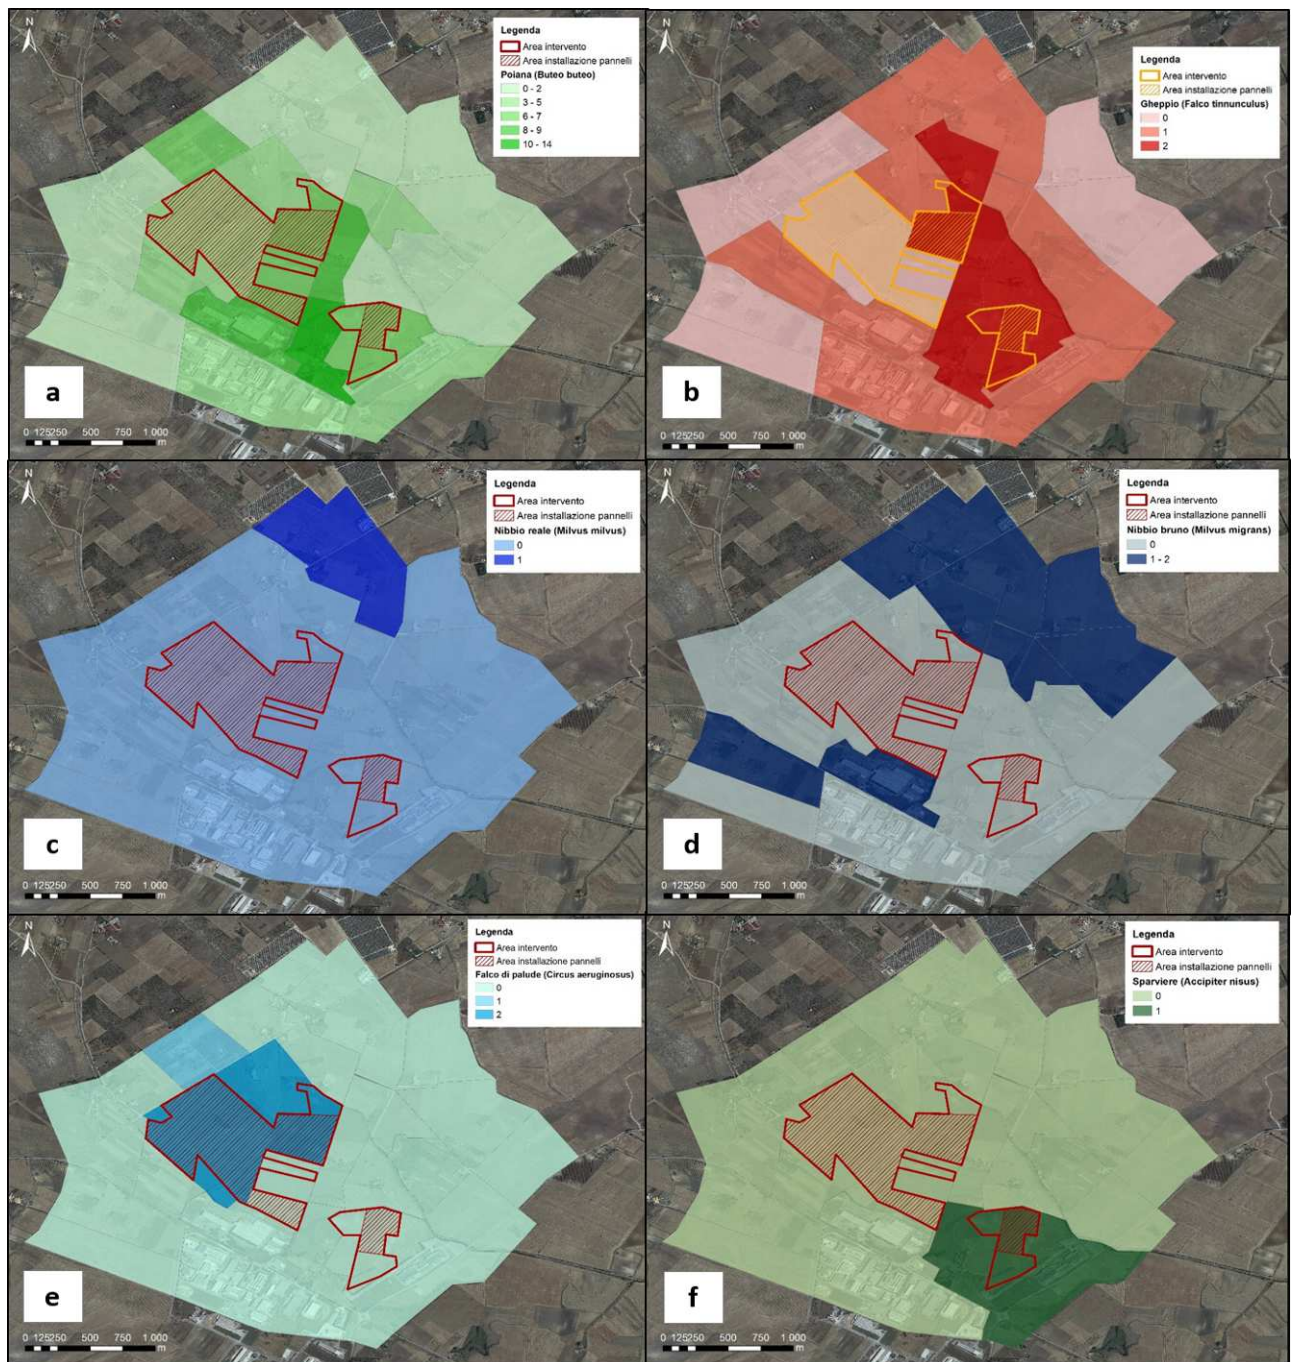 N
Legenda
Area intervento
Area installazione pannelli
Poiana (Buteo buteo)
0 - 2
3 - 5
6 - 7
8 - 9
10 - 14
a
0 125250 500 750 1 000
m
N
Legenda
Area intervento
Area installazione pannelli
Gheppio (Falco tinnunculus)
0
1
2
b
0 125250 500 750 1 000
m
N
Legenda
Area intervento
Area installazione pannelli
Nibbio reale (Milvus milvus)
0
1
c
0 125250 500 750 1 000
m
N
Legenda
Area intervento
Area installazione pannelli
Nibbio bruno (Milvus migrans)
0
1 - 2
d
0 125250 500 750 1 000
m
N
Legenda
Area intervento
Area installazione pannelli
Falco di palude (Circus aeruginosus)
0
1
2
e
0 125250 500 750 1 000
m
N
Legenda
Area intervento
Area installazione pannelli
Sparviere (Accipiter nisus)
0
1
f
0 125250 500 750 1 000
m